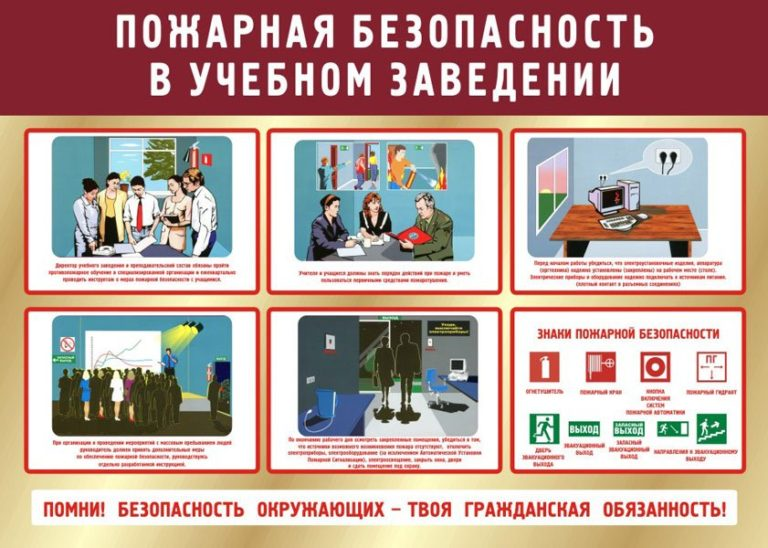 ПОЖАРНАЯ БЕЗОПАСНОСТЬ
В УЧЕБНОМ ЗАВЕДЕНИИ
Директор учебного заведения и преподавательский состав обязаны пройти
противопожарное обучение в специализированной организации и ежеквартально
проводить инструктаж о мерах пожарной безопасности с учащимися.
Учителя и учащиеся должны знать порядок действий при пожаре и уметь
пользоваться первичными средствами пожаротушения.
Перед началом работы убедиться, что электроустановочные изделия, аппаратура
(оргтехника) надежно установлены (закреплены) на рабочем месте (столе).
Электрические приборы и оборудование надежно подключить к источникам питания.
(плотный контакт в разъемных соединениях)
ЗАПАСНЫЙ
ВЫХОД
При организации и проведении мероприятий с массовым пребыванием людей
руководитель должен принять дополнительные меры
по обеспечению пожарной безопасности, руководствуясь
отдельно разработанной инструкцией.
ВЫХОД
Уходя,
выключайте
электроприборы!
По окончанию рабочего дня осмотреть закрепленные помещения, убедиться в том,
что источники возможного возникновения пожара отсутствуют, отключить
электроприборы, электрооборудование (за исключением Автоматической Установки
Пожарной Сигнализации), электроосвещение, закрыть окна, двери
и сдать помещение под охрану.
ЗНАКИ ПОЖАРНОЙ БЕЗОПАСНОСТИ
ПГ
ОГНЕТУШИТЕЛЬ
ПОЖАРНЫЙ КРАН
КНОПКА
ВКЛЮЧЕНИЯ
СИСТЕМ
ПОЖАРНОЙ АВТОМАТИКИ
ПОЖАРНЫЙ ГИДРАНТ
ВЫХОД
ЗАПАСНЫЙ
ВЫХОД
ДВЕРЬ
ЭВАКУАЦИОННОГО
ВЫХОДА
ЭВАКУАЦИОННЫЙ
ВЫХОД
ЗАПАСНЫЙ
ЭВАКУАЦИОННЫЙ
ВЫХОД
НАПРАВЛЕНИЯ К ЭВАКУАЦИОННОМУ
ВЫХОДУ
ПОМНИ! БЕЗОПАСНОСТЬ ОКРУЖАЮЩИХ – ТВОЯ ГРАЖДАНСКАЯ ОБЯЗАННОСТЬ!